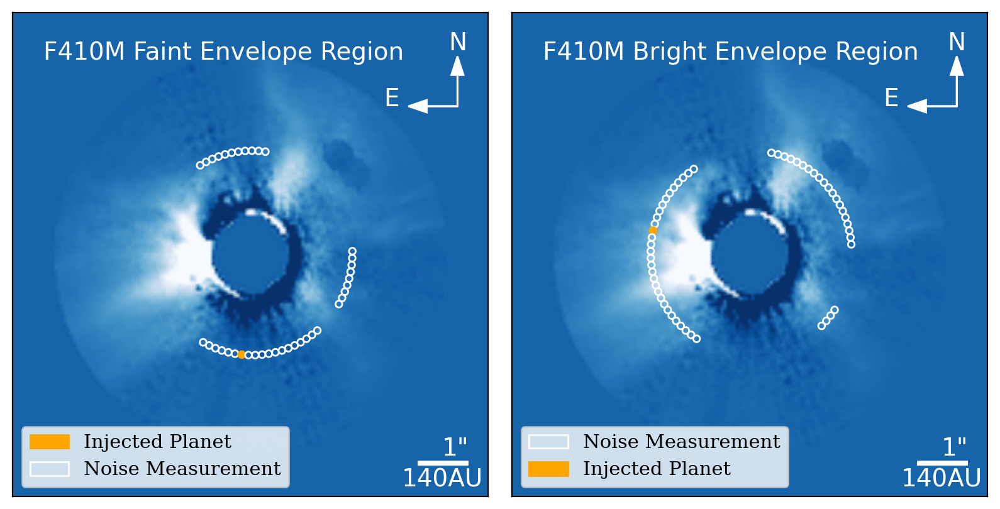 F410M Faint Envelope Region
N
E
Injected Planet
Noise Measurement
1"
140AU
F410M Bright Envelope Region
N
E
Noise Measurement
Injected Planet
1"
140AU